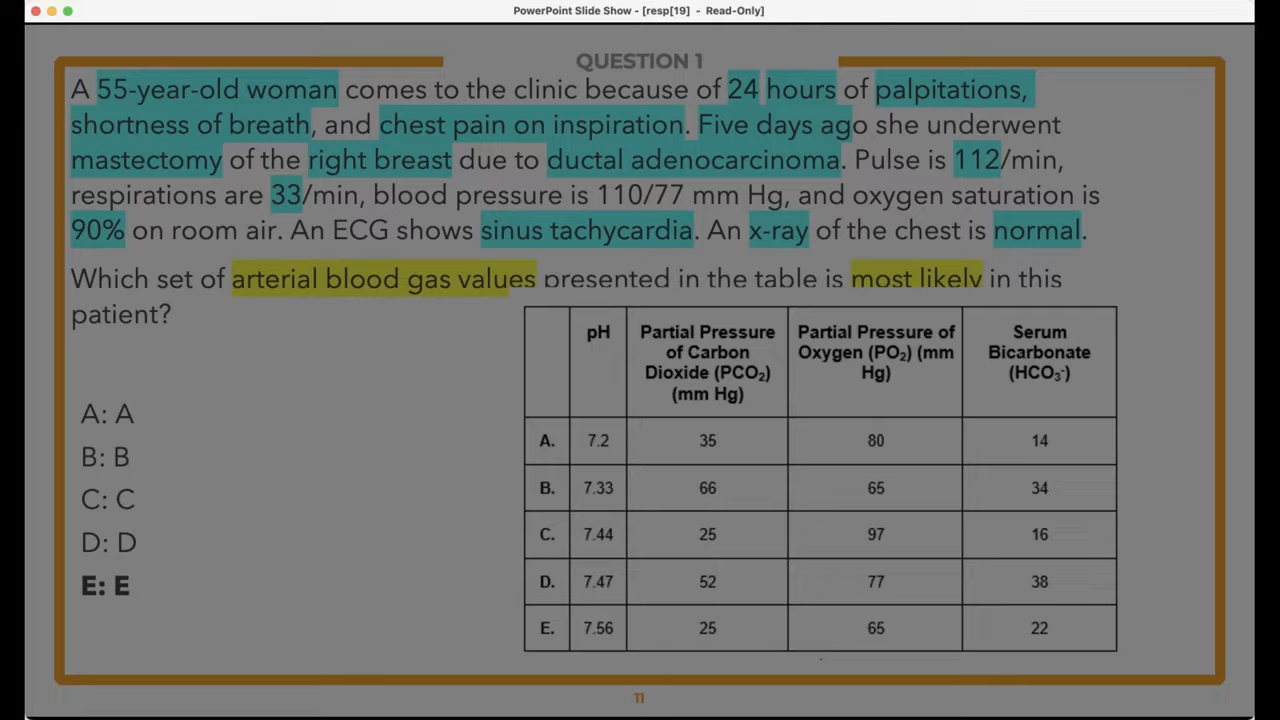 PowerPoint Slide Show - [resp[19] - Read-Only]
QUESTION 1
A 55-year-old woman comes to the clinic because of 24 hours of palpitations,
shortness of breath, and chest pain on inspiration. Five days ago she underwent
mastectomy of the right breast due to ductal adenocarcinoma. Pulse is 112/min,
respirations are 33/min, blood pressure is 110/77 mm Hg, and oxygen saturation is
90% on room air. An ECG shows sinus tachycardia. An x-ray of the chest is normal.
Which set of arterial blood gas values presented in the table is most likely in this
patient?
A: A
B: B
C: C
D: D
E: E
pH Partial Pressure of Carbon Dioxide (PCO₂) (mm Hg) Partial Pressure of Oxygen (PO₂) (mm Hg) Serum Bicarbonate (HCO₃⁻)
A. 7.2 35 80 14
B. 7.33 66 65 34
C. 7.44 25 97 16
D. 7.47 52 77 38
E. 7.56 25 65 22
11